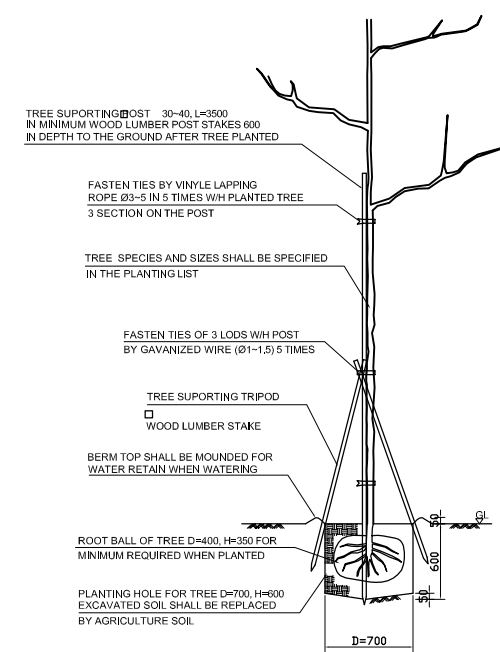 TREE SUPORTING POST 30~40, L=3500
IN MINIMUM WOOD LUMBER POST STAKES 600
IN DEPTH TO THE GROUND AFTER TREE PLANTED
FASTEN TIES BY VINYLE LAPPING
ROPE Ø3~5 IN 5 TIMES W/H PLANTED TREE
3 SECTION ON THE POST
TREE SPECIES AND SIZES SHALL BE SPECIFIED
IN THE PLANTING LIST
FASTEN TIES OF 3 LODS W/H POST
BY GAVANIZED WIRE (Ø1~1,5) 5 TIMES
TREE SUPORTING TRIPOD
WOOD LUMBER STAKE
BERM TOP SHALL BE MOUNDED FOR
WATER RETAIN WHEN WATERING
GL
50
ROOT BALL OF TREE D=400, H=350 FOR
MINIMUM REQUIRED WHEN PLANTED
600
PLANTING HOLE FOR TREE D=700, H=600
EXCAVATED SOIL SHALL BE REPLACED
BY AGRICULTURE SOIL
50
D=700